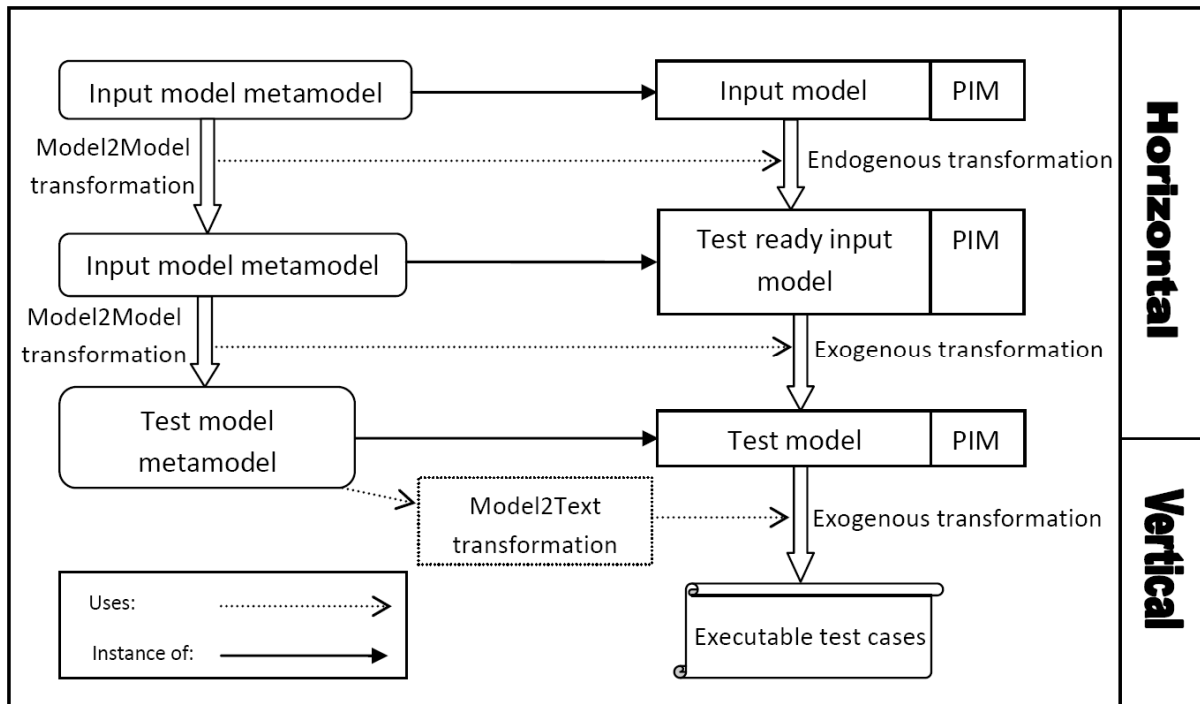 Input model metamodel
Input model
PIM
Model2Model
transformation
Endogenous transformation
Input model metamodel
Test ready input
model
PIM
Model2Model
transformation
Exogenous transformation
Test model
metamodel
Test model
PIM
Model2Text
transformation
Exogenous transformation
Executable test cases
Uses:
Instance of:
Horizontal
Vertical